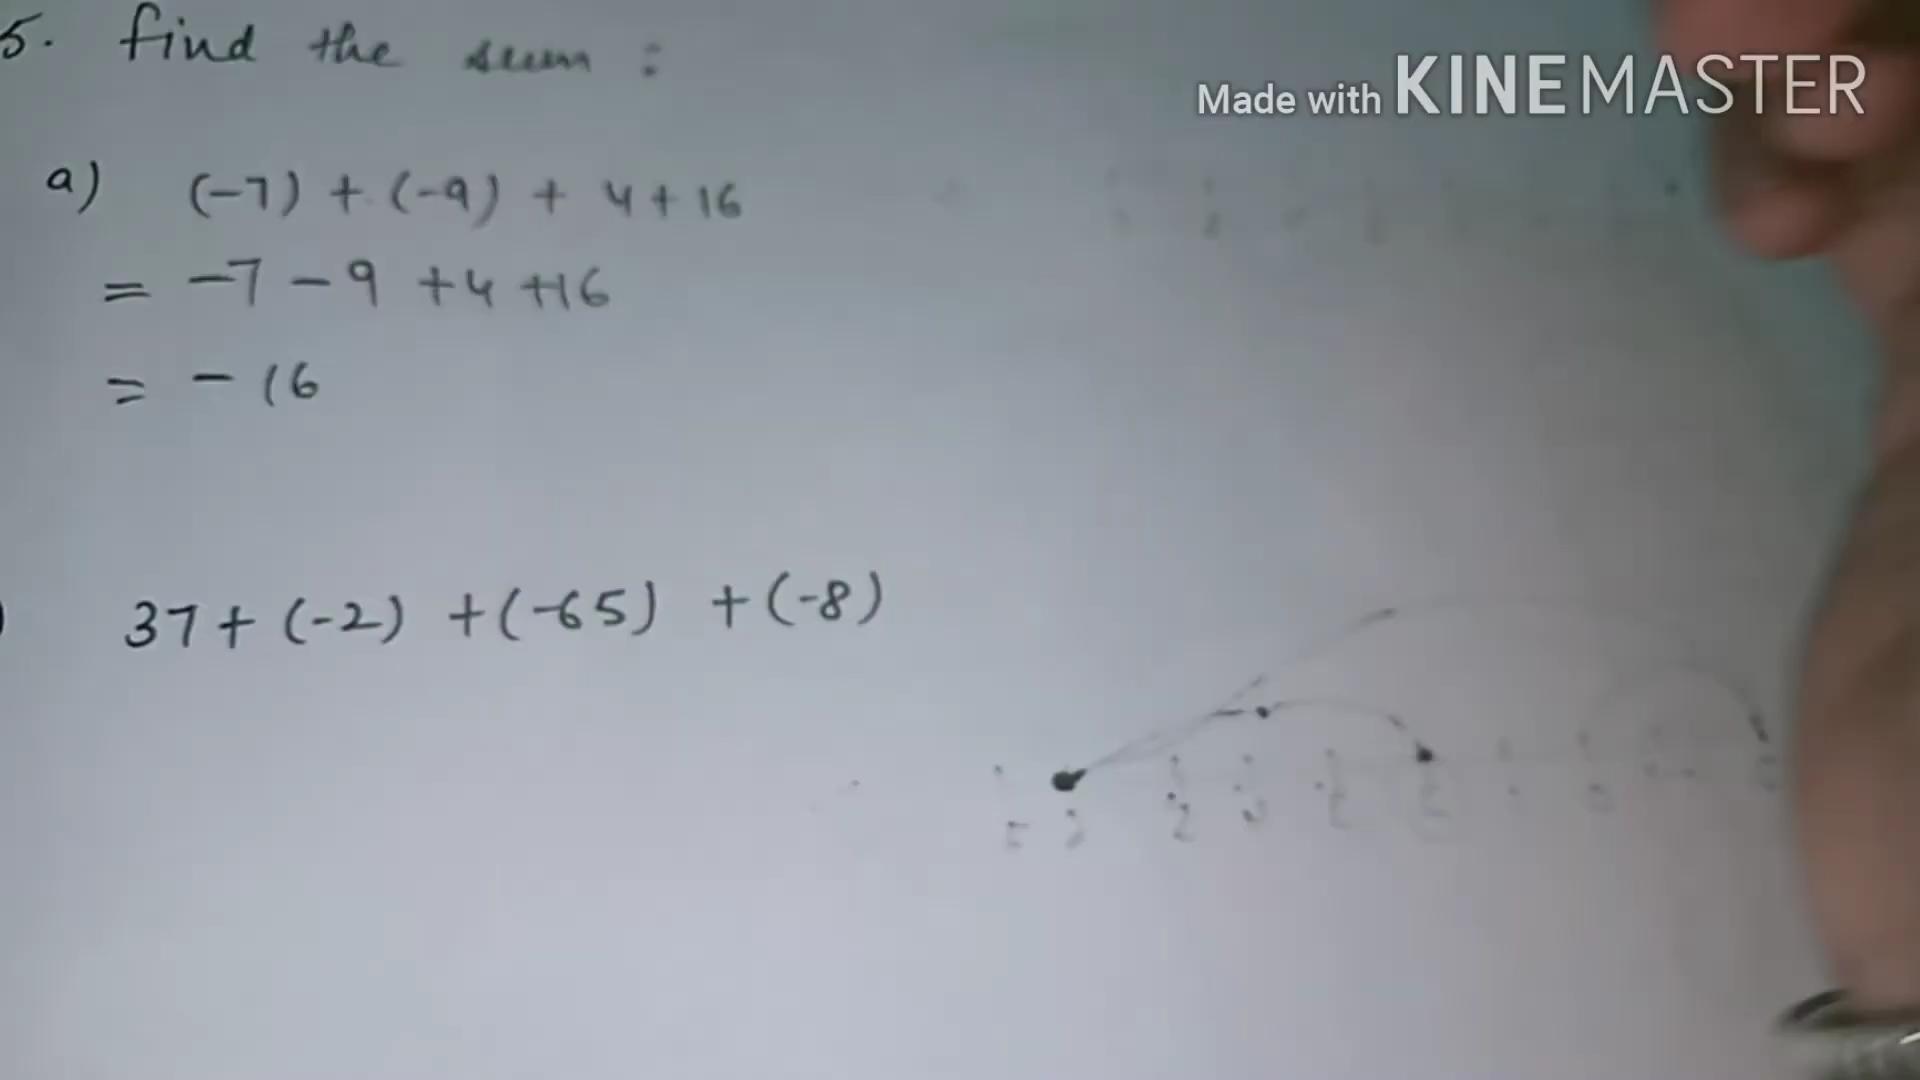 5. find the sum :
Made with KINEMASTER
a) (-7) + (-9) + 4 + 16
= -7 - 9 + 4 + 16
= - 16
) 37 + (-2) + (-65) + (-8)